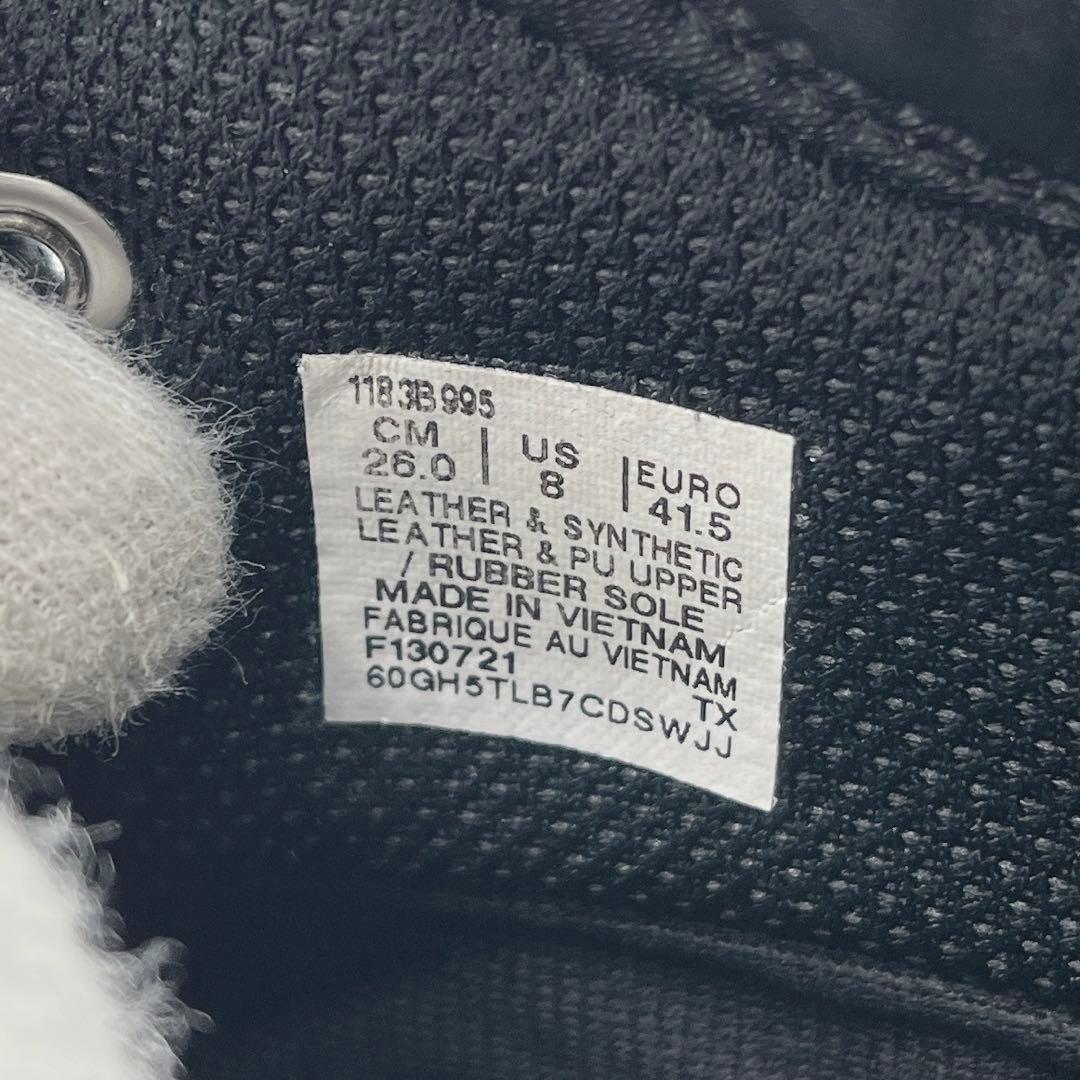 1183B995
CM | US | EURO
26.0 | 8 | 41.5
LEATHER & SYNTHETIC
LEATHER & PU UPPER
/ RUBBER SOLE
MADE IN VIETNAM
FABRIQUE AU VIETNAM
F130721 TX
60GH5TLB7CDSWJJ